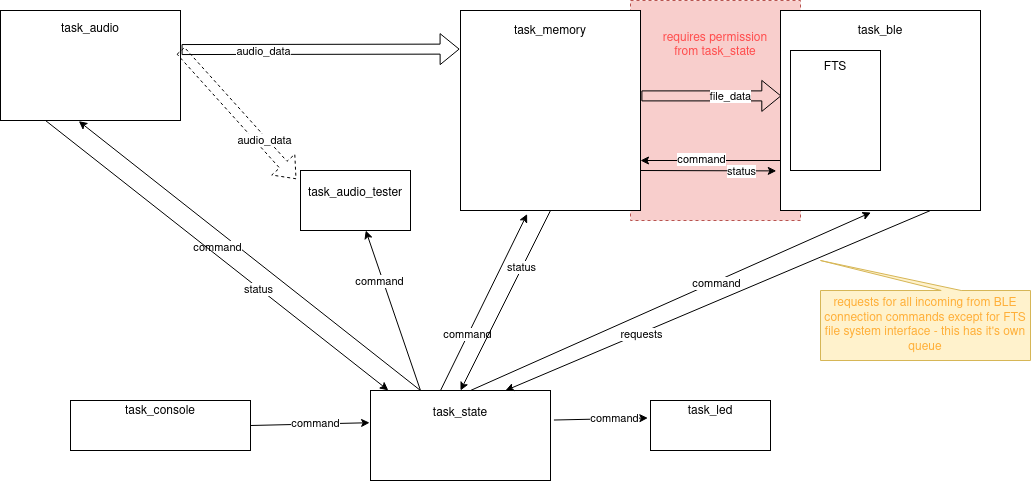 task_audio
task_memory
requires permission
from task_state
task_ble
FTS
audio_data
file_data
audio_data
command
status
task_audio_tester
command
status
command
status
command
command
requests
requests for all incoming from BLE
connection commands except for FTS
file system interface - this has it's own
queue
task_console
command
task_state
command
task_led